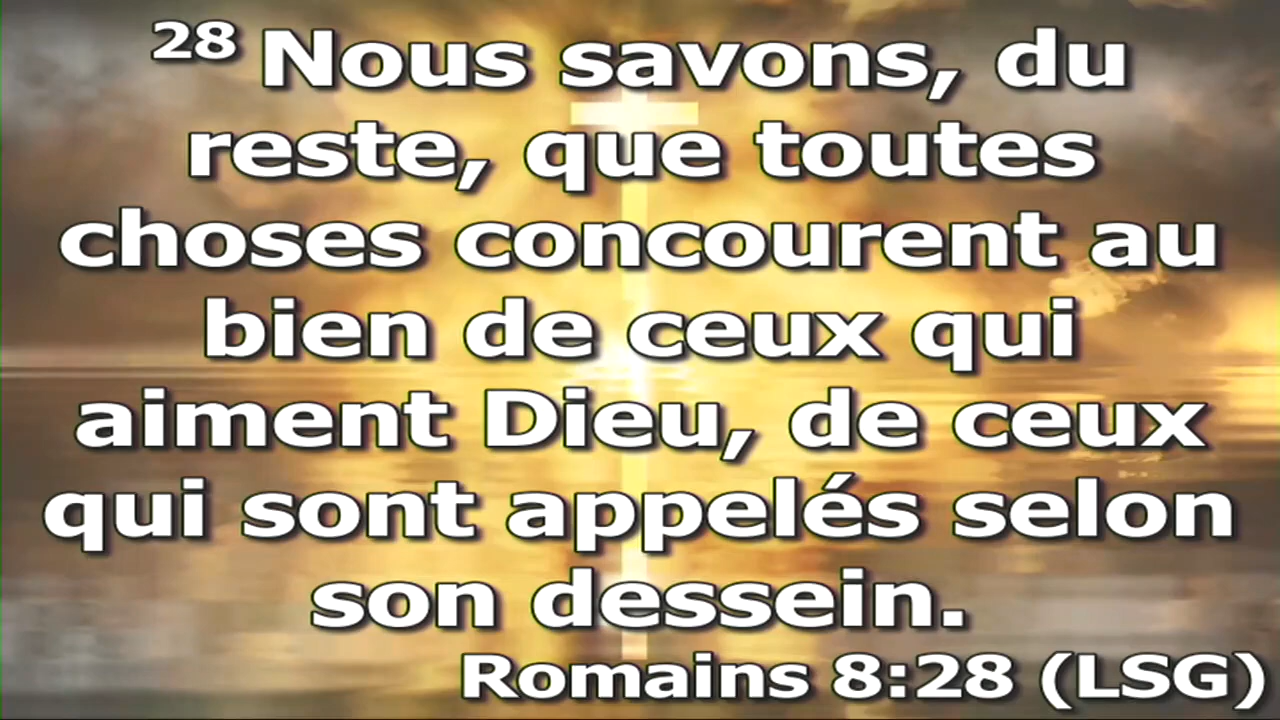 28 Nous savons, du
reste, que toutes
choses concourent au
bien de ceux qui
aiment Dieu, de ceux
qui sont appelés selon
son dessein.
Romains 8:28 (LSG)